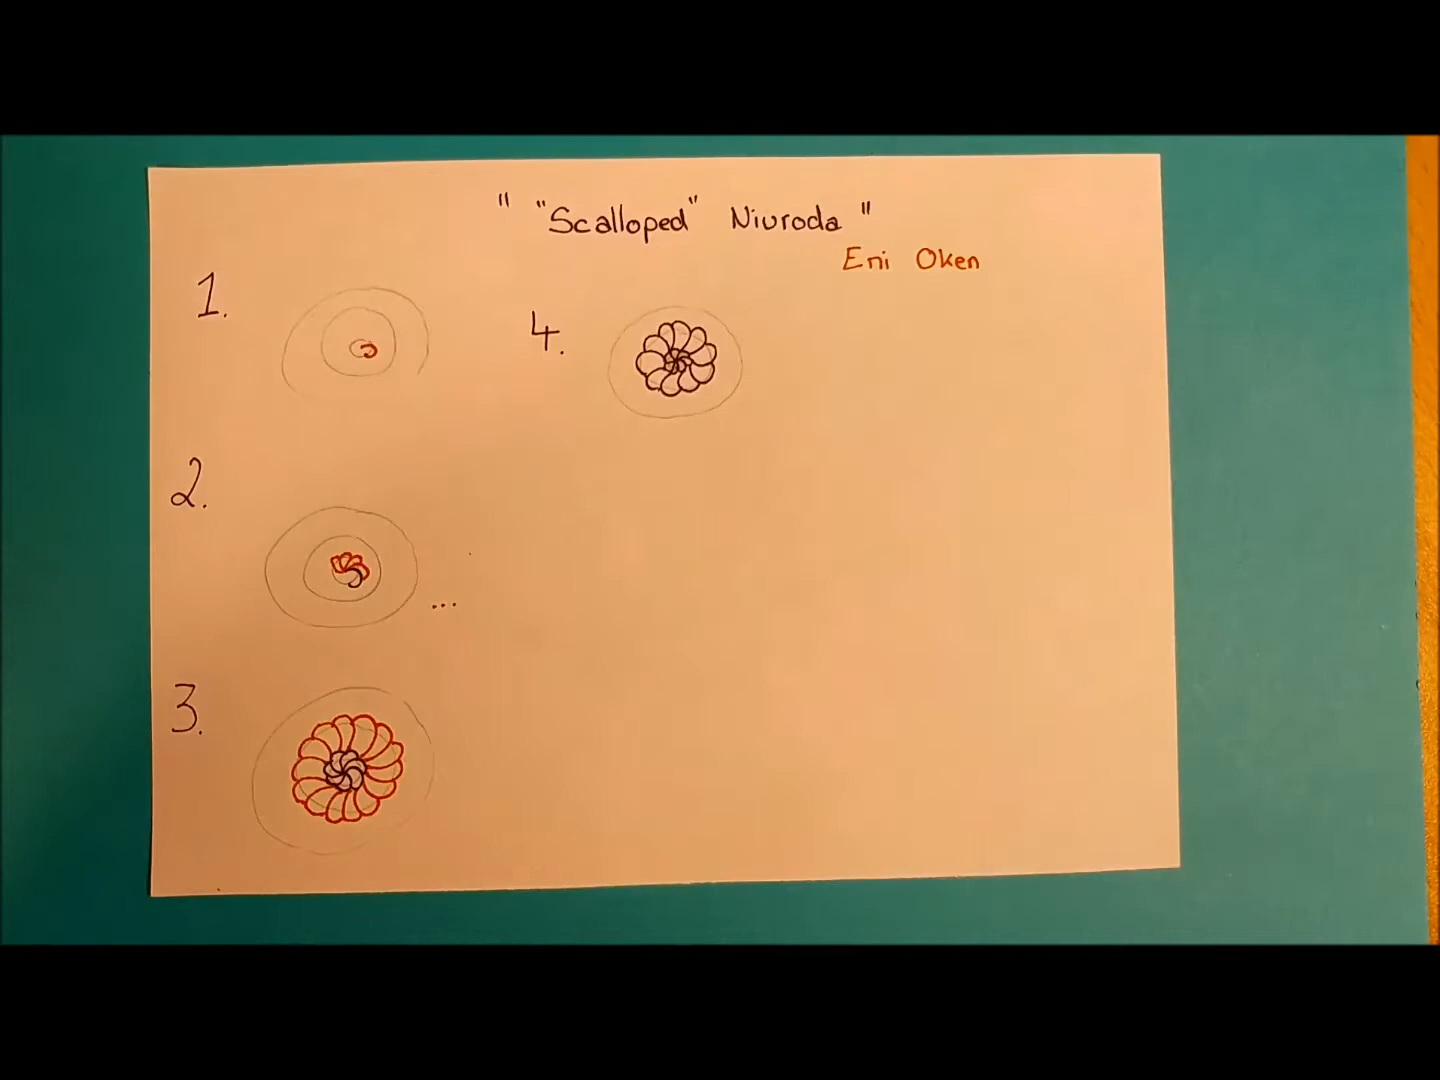 " "Scalloped" Niuroda "
Eni Oken
1.
4.
2.
...
3.